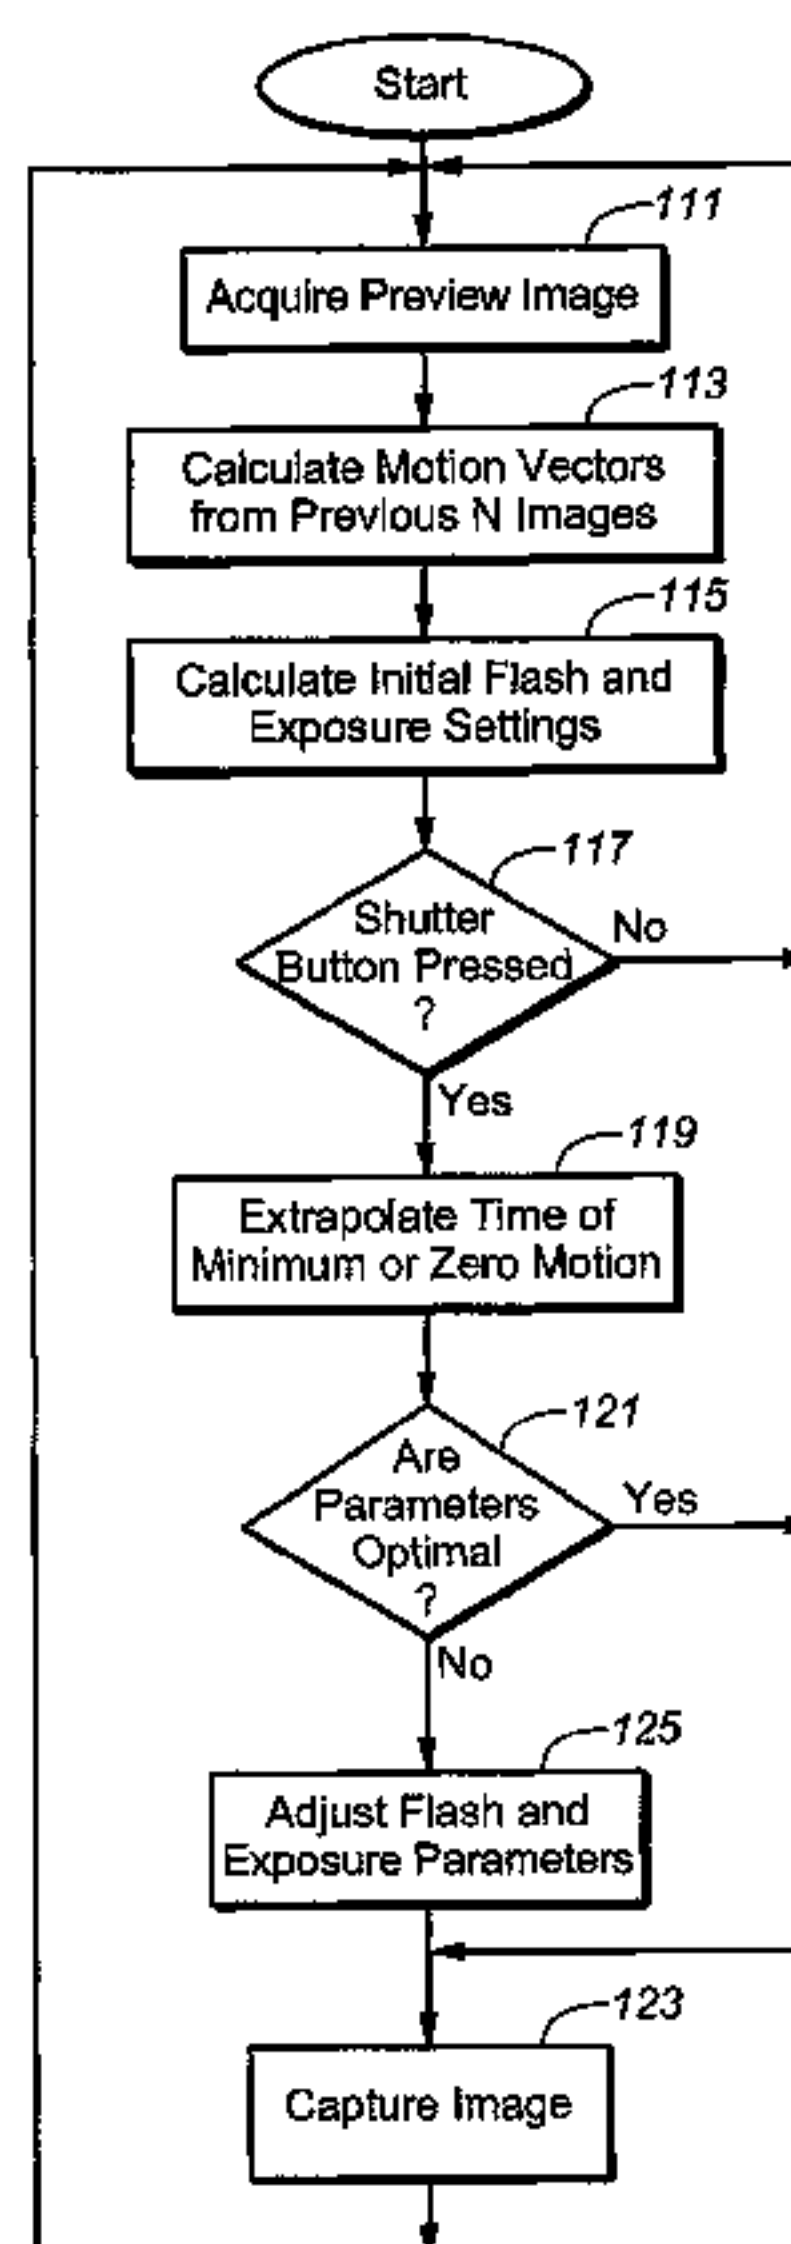 Start
111
Acquire Preview Image
113
Calculate Motion Vectors
from Previous N Images
115
Calculate Initial Flash and
Exposure Settings
117
Shutter
Button Pressed
?
No
Yes
119
Extrapolate Time of
Minimum or Zero Motion
121
Are
Parameters
Optimal
?
Yes
No
125
Adjust Flash and
Exposure Parameters
123
Capture Image